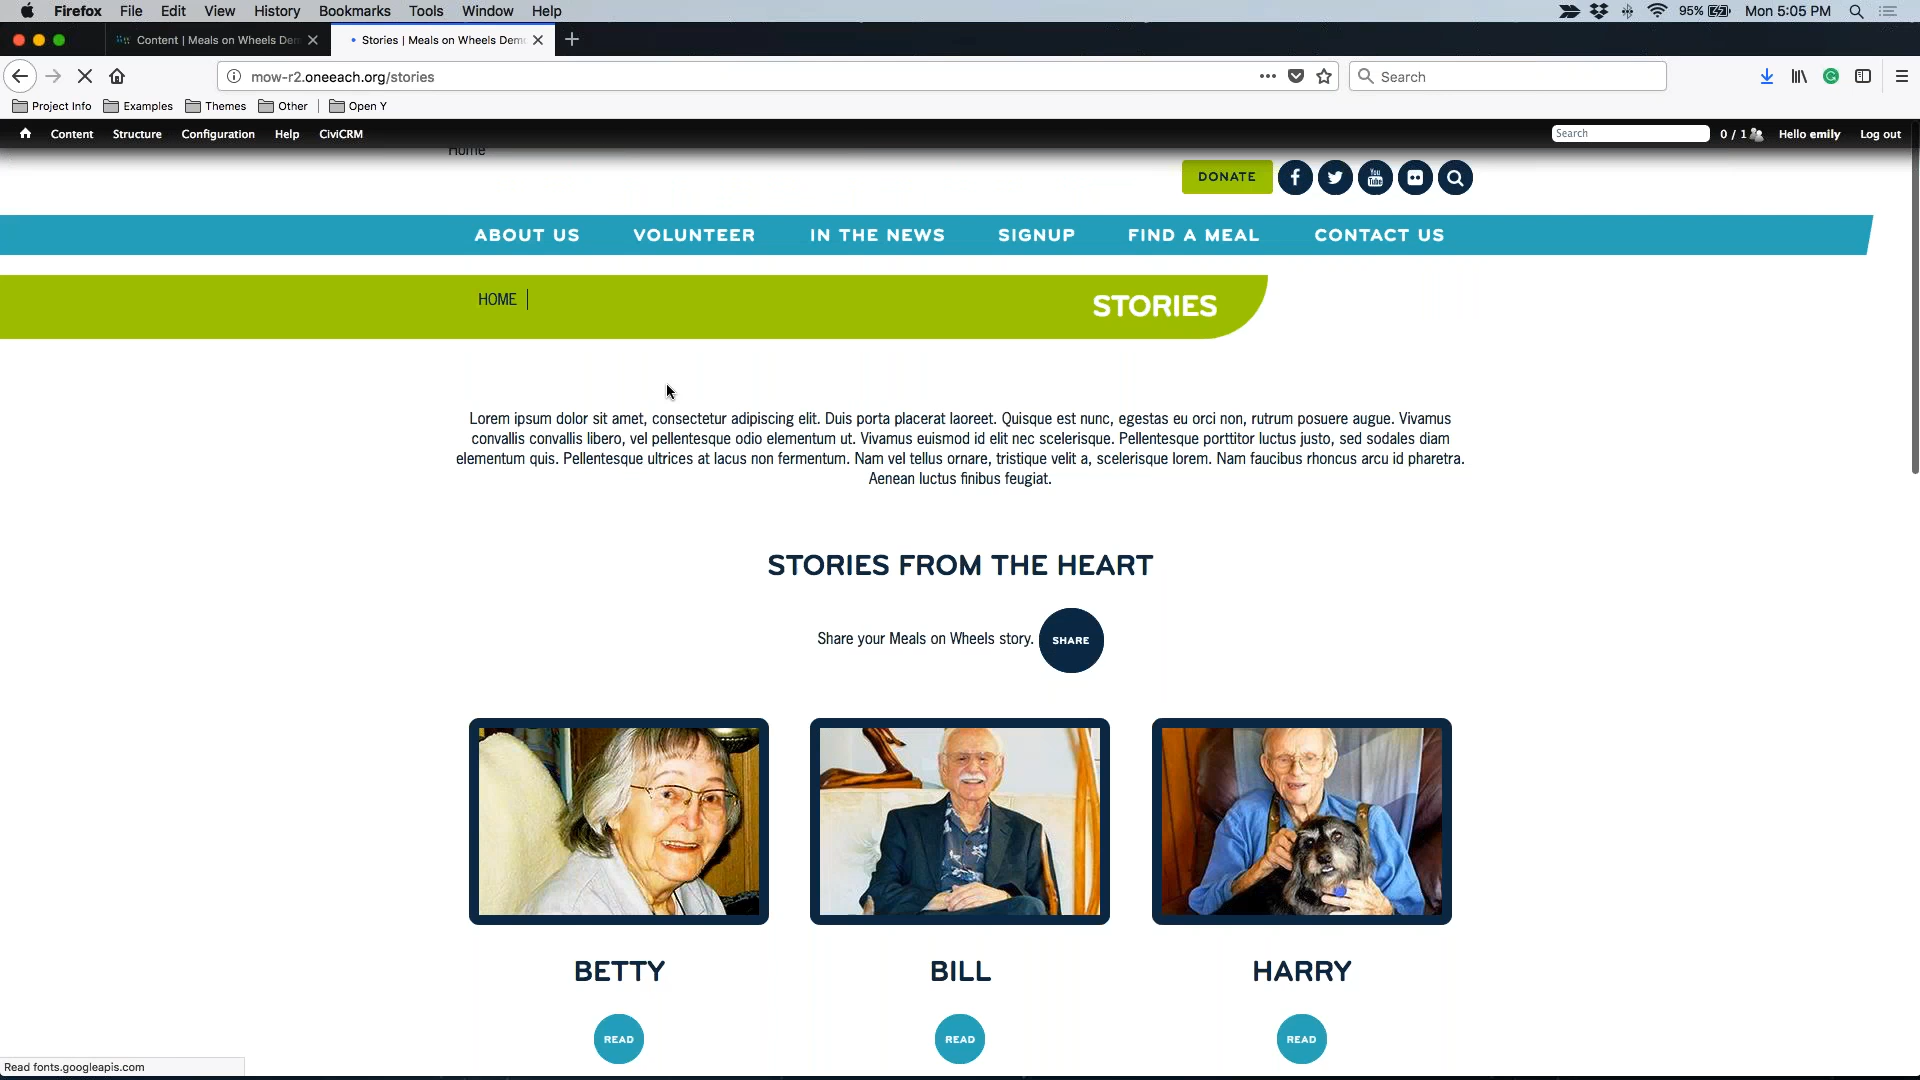 Firefox File Edit View History Bookmarks Tools Window Help 95% Mon 5:05 PM
Content | Meals on Wheels Dem
Stories | Meals on Wheels Dem
mow-r2.oneeach.org/stories
Search
Project Info Examples Themes Other Open Y
Content Structure Configuration Help CiviCRM Search 0 / 1 Hello emily Log out
Home
DONATE
You
Tube
ABOUT US VOLUNTEER IN THE NEWS SIGNUP FIND A MEAL CONTACT US
HOME
STORIES
Lorem ipsum dolor sit amet, consectetur adipiscing elit. Duis porta placerat laoreet. Quisque est nunc, egestas eu orci non, rutrum posuere augue. Vivamus
convallis convallis libero, vel pellentesque odio elementum ut. Vivamus euismod id elit nec scelerisque. Pellentesque porttitor luctus justo, sed sodales diam
elementum quis. Pellentesque ultrices at lacus non fermentum. Nam vel tellus ornare, tristique velit a, scelerisque lorem. Nam faucibus rhoncus arcu id pharetra.
Aenean luctus finibus feugiat.
STORIES FROM THE HEART
Share your Meals on Wheels story. SHARE
BETTY BILL HARRY
READ READ READ
Read fonts.googleapis.com